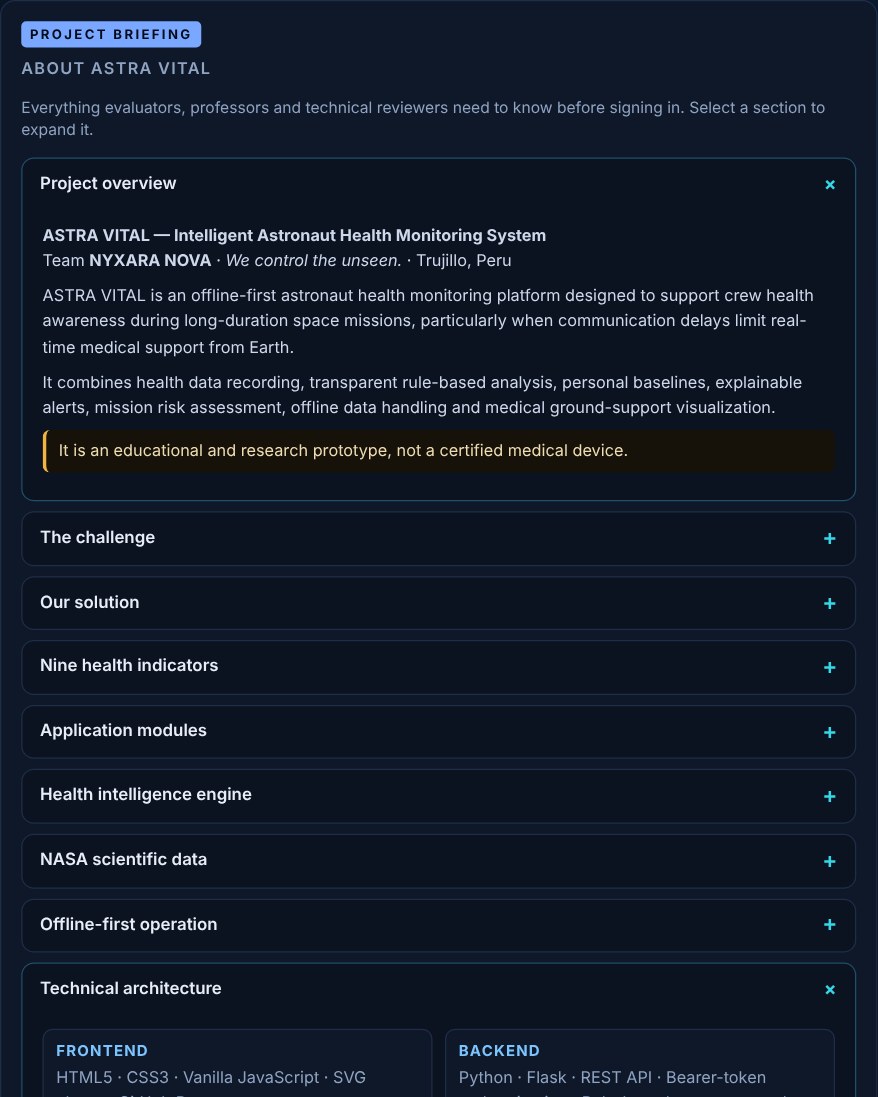 PROJECT BRIEFING
ABOUT ASTRA VITAL
Everything evaluators, professors and technical reviewers need to know before signing in. Select a section to
expand it.
Project overview ×
ASTRA VITAL — Intelligent Astronaut Health Monitoring System
Team NYXARA NOVA · We control the unseen. · Trujillo, Peru
ASTRA VITAL is an offline-first astronaut health monitoring platform designed to support crew health
awareness during long-duration space missions, particularly when communication delays limit real-
time medical support from Earth.
It combines health data recording, transparent rule-based analysis, personal baselines, explainable
alerts, mission risk assessment, offline data handling and medical ground-support visualization.
It is an educational and research prototype, not a certified medical device.
The challenge +
Our solution +
Nine health indicators +
Application modules +
Health intelligence engine +
NASA scientific data +
Offline-first operation +
Technical architecture ×
FRONTEND
HTML5 · CSS3 · Vanilla JavaScript · SVG
BACKEND
Python · Flask · REST API · Bearer-token